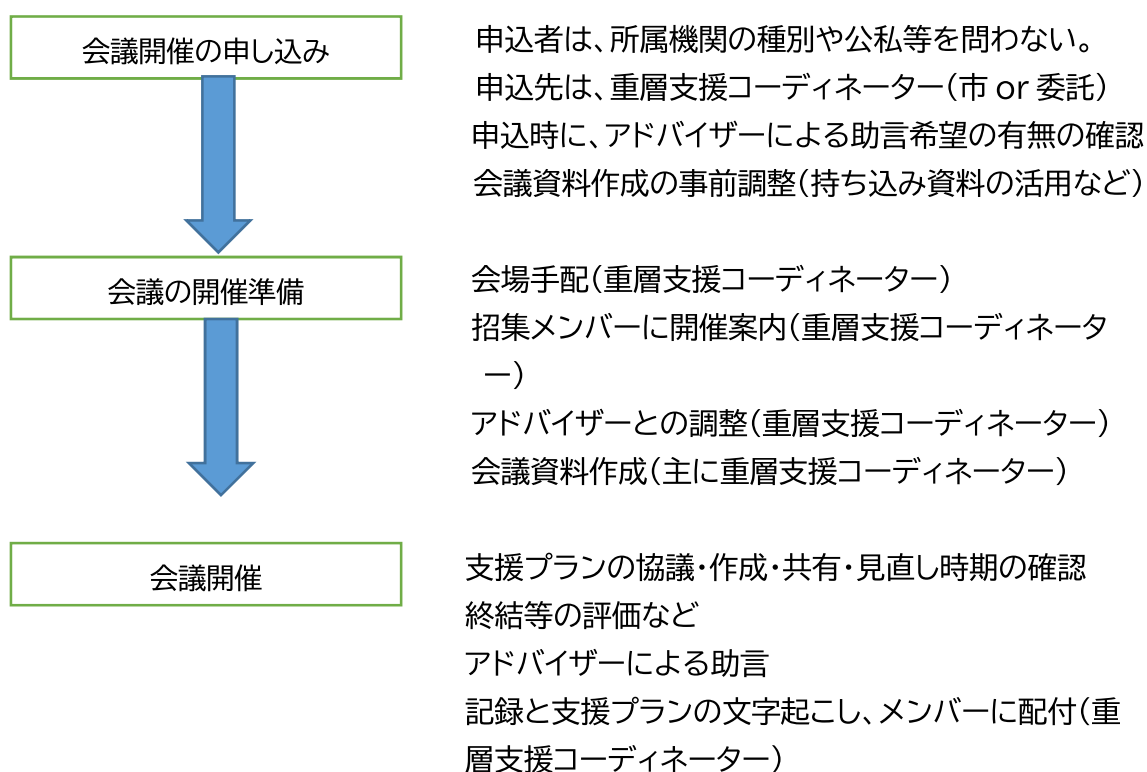 会議開催の申し込み
申込者は、所属機関の種別や公私等を問わない。
申込先は、重層支援コーディネーター(市 or 委託)
申込時に、アドバイザーによる助言希望の有無の確認
会議資料作成の事前調整(持ち込み資料の活用など)
会議の開催準備
会場手配(重層支援コーディネーター)
招集メンバーに開催案内(重層支援コーディネータ
ー)
アドバイザーとの調整(重層支援コーディネーター)
会議資料作成(主に重層支援コーディネーター)
会議開催
支援プランの協議・作成・共有・見直し時期の確認
終結等の評価など
アドバイザーによる助言
記録と支援プランの文字起こし、メンバーに配付(重
層支援コーディネーター)